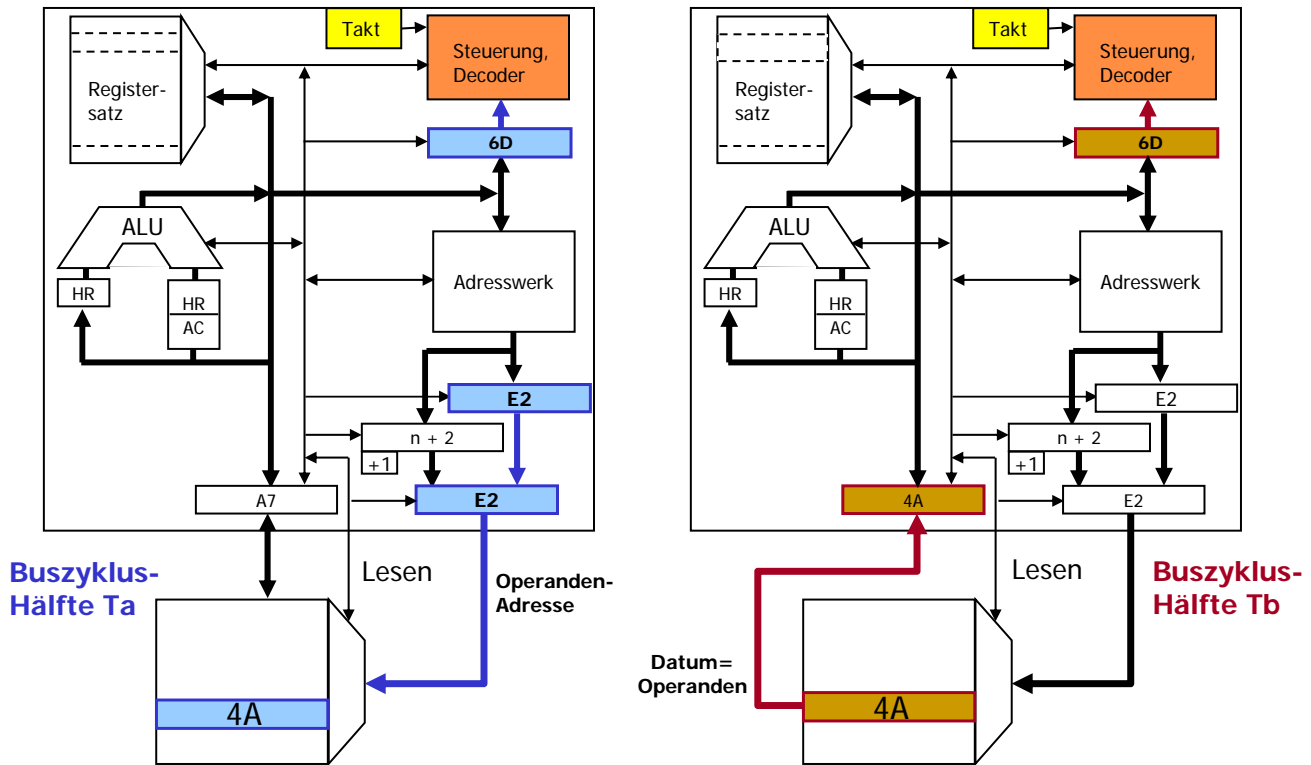 Takt
Steuerung,
Decoder
Register-
satz
6D
ALU
HR
HR
AC
Adresswerk
E2
n + 2
+1
A7
E2
Buszyklus-
Hälfte Ta
Lesen
Operanden-
Adresse
4A
Takt
Steuerung,
Decoder
Register-
satz
6D
ALU
HR
HR
AC
Adresswerk
E2
n + 2
+1
4A
E2
Lesen
Buszyklus-
Hälfte Tb
Datum=
Operanden
4A